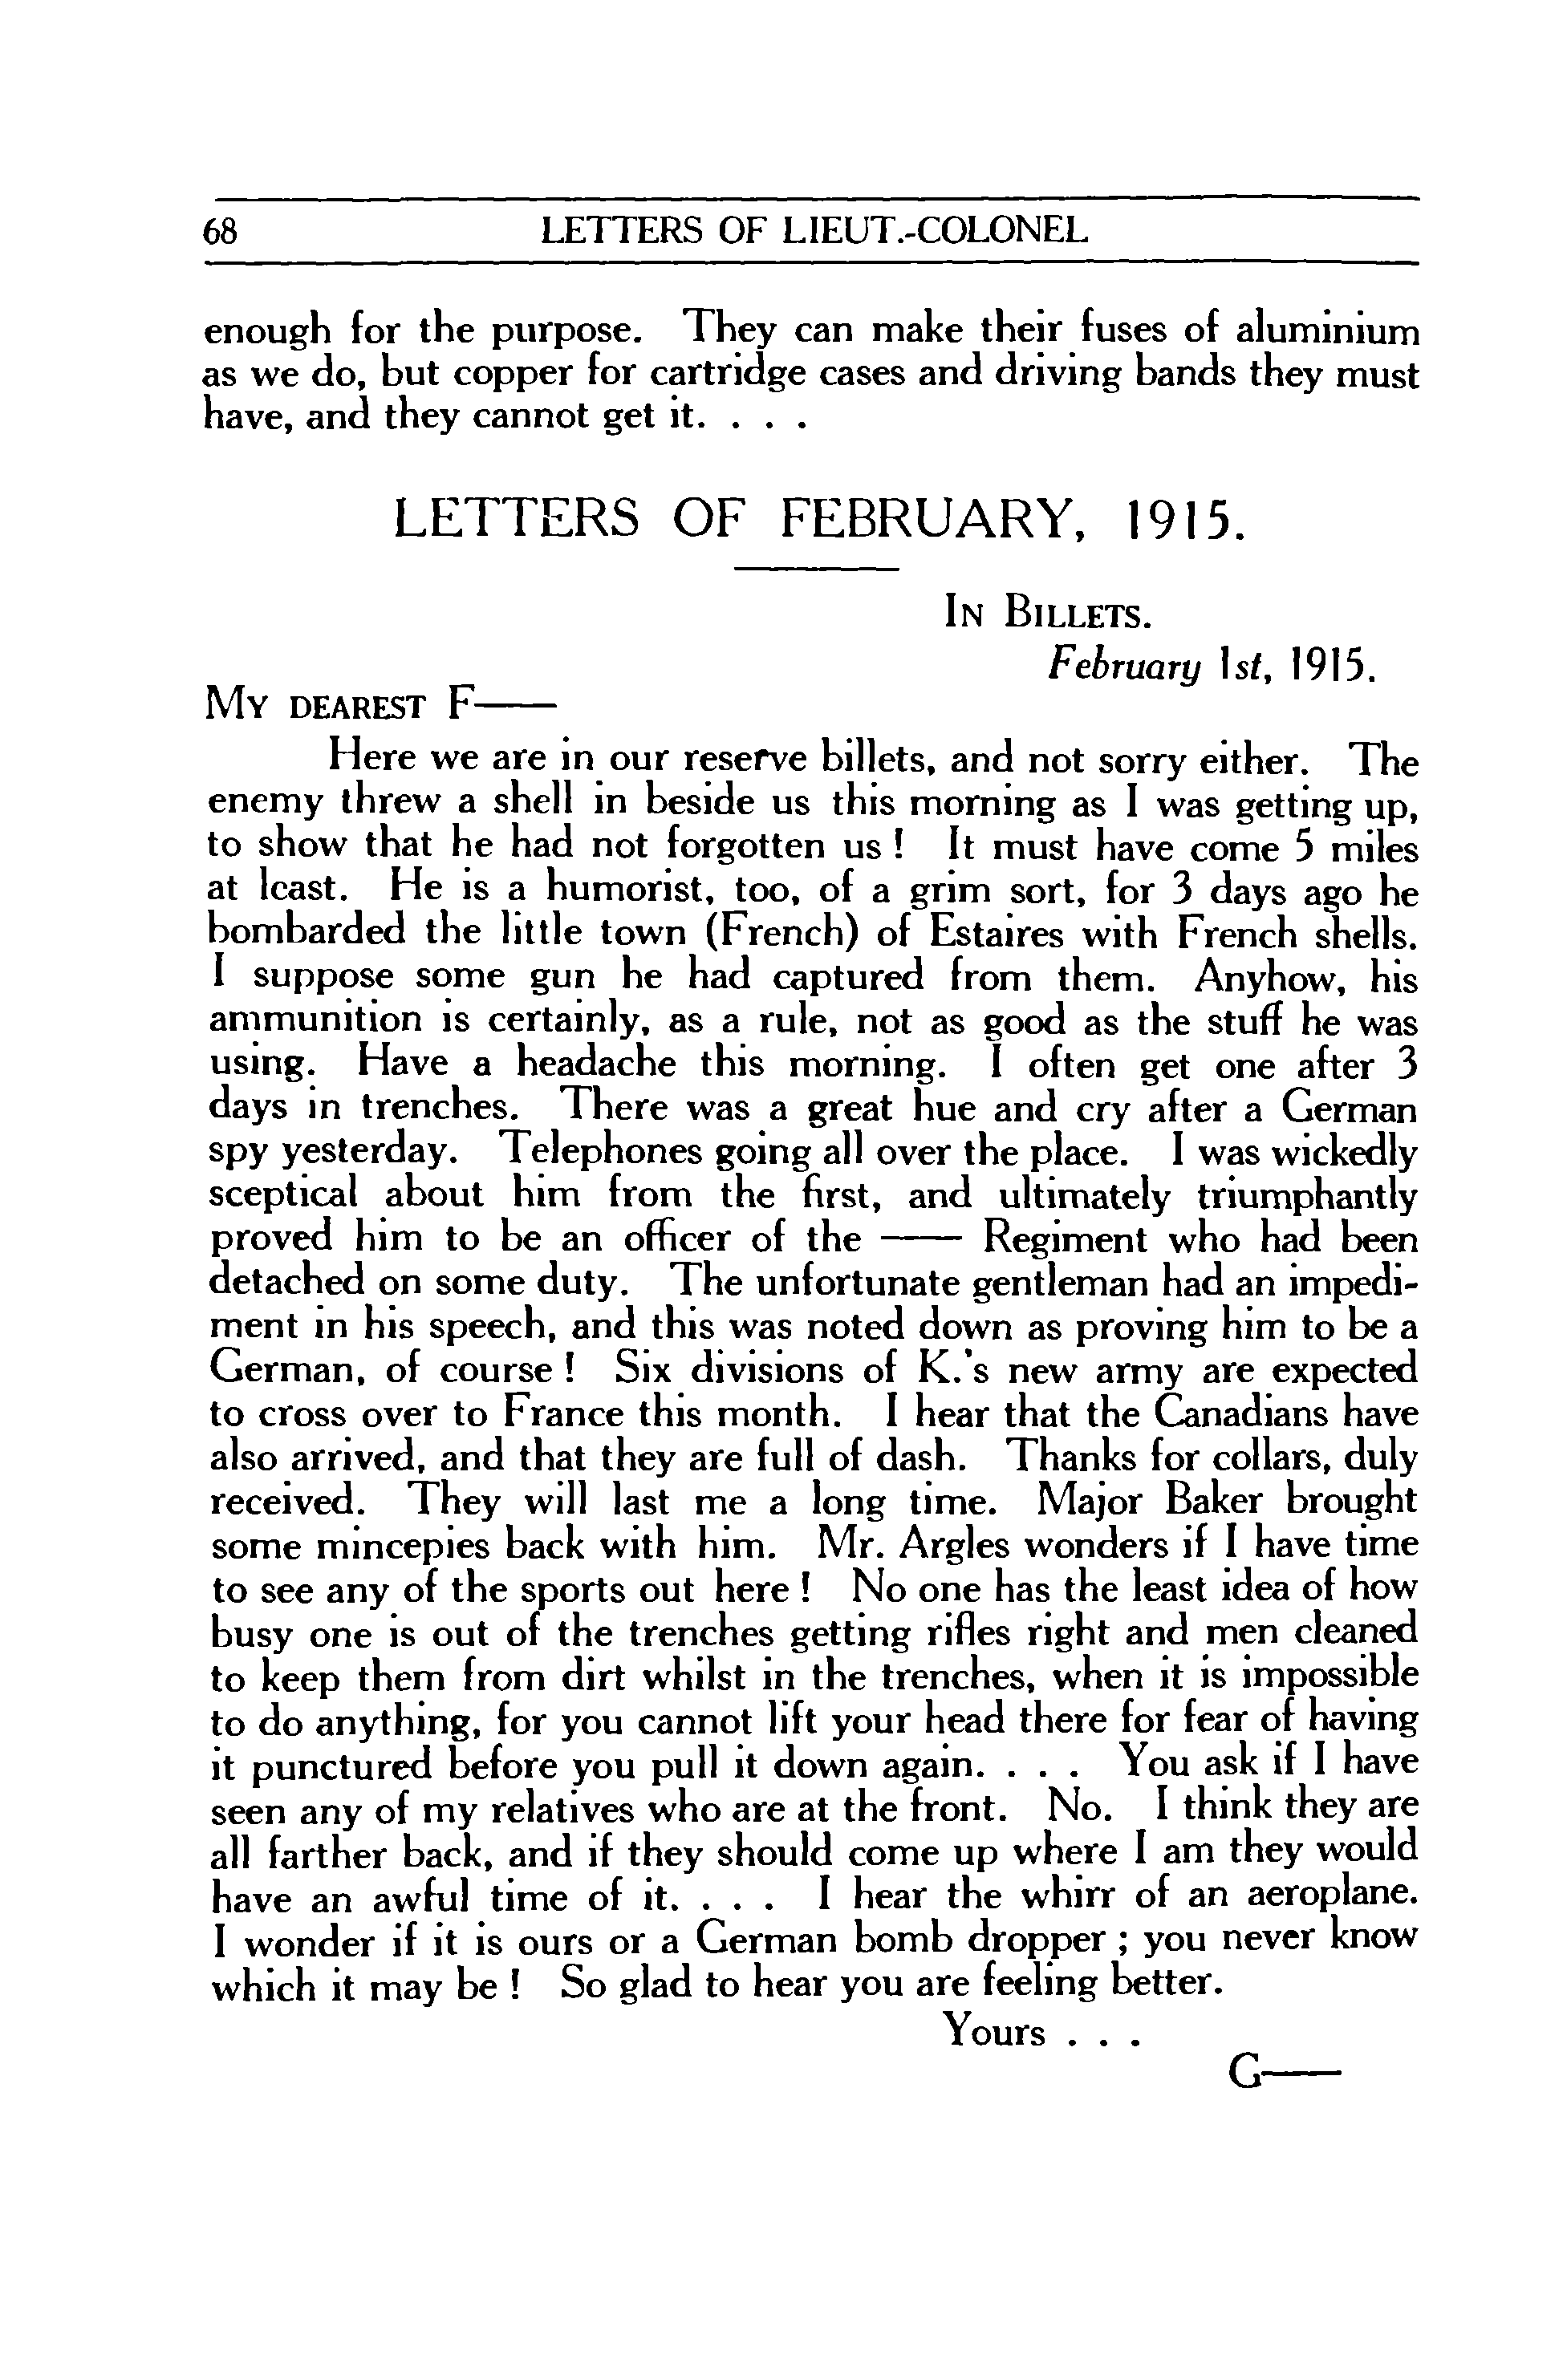 68 LETTERS OF LIEUT.-COLONEL
enough for the purpose. They can make their fuses of aluminium
as we do, but copper for cartridge cases and driving bands they must
have, and they cannot get it. . . .
LETTERS OF FEBRUARY, 1915.
IN BILLETS.
February 1st, 1915.
MY DEAREST F——
Here we are in our reserve billets, and not sorry either. The
enemy threw a shell in beside us this morning as I was getting up,
to show that he had not forgotten us ! It must have come 5 miles
at least. He is a humorist, too, of a grim sort, for 3 days ago he
bombarded the little town (French) of Estaires with French shells.
I suppose some gun he had captured from them. Anyhow, his
ammunition is certainly, as a rule, not as good as the stuff he was
using. Have a headache this morning. I often get one after 3
days in trenches. There was a great hue and cry after a German
spy yesterday. Telephones going all over the place. I was wickedly
sceptical about him from the first, and ultimately triumphantly
proved him to be an officer of the —— Regiment who had been
detached on some duty. The unfortunate gentleman had an impedi-
ment in his speech, and this was noted down as proving him to be a
German, of course ! Six divisions of K.'s new army are expected
to cross over to France this month. I hear that the Canadians have
also arrived, and that they are full of dash. Thanks for collars, duly
received. They will last me a long time. Major Baker brought
some mincepies back with him. Mr. Argles wonders if I have time
to see any of the sports out here ! No one has the least idea of how
busy one is out of the trenches getting rifles right and men cleaned
to keep them from dirt whilst in the trenches, when it is impossible
to do anything, for you cannot lift your head there for fear of having
it punctured before you pull it down again. . . . You ask if I have
seen any of my relatives who are at the front. No. I think they are
all farther back, and if they should come up where I am they would
have an awful time of it. . . . I hear the whirr of an aeroplane.
I wonder if it is ours or a German bomb dropper ; you never know
which it may be ! So glad to hear you are feeling better.
Yours . . .
G——